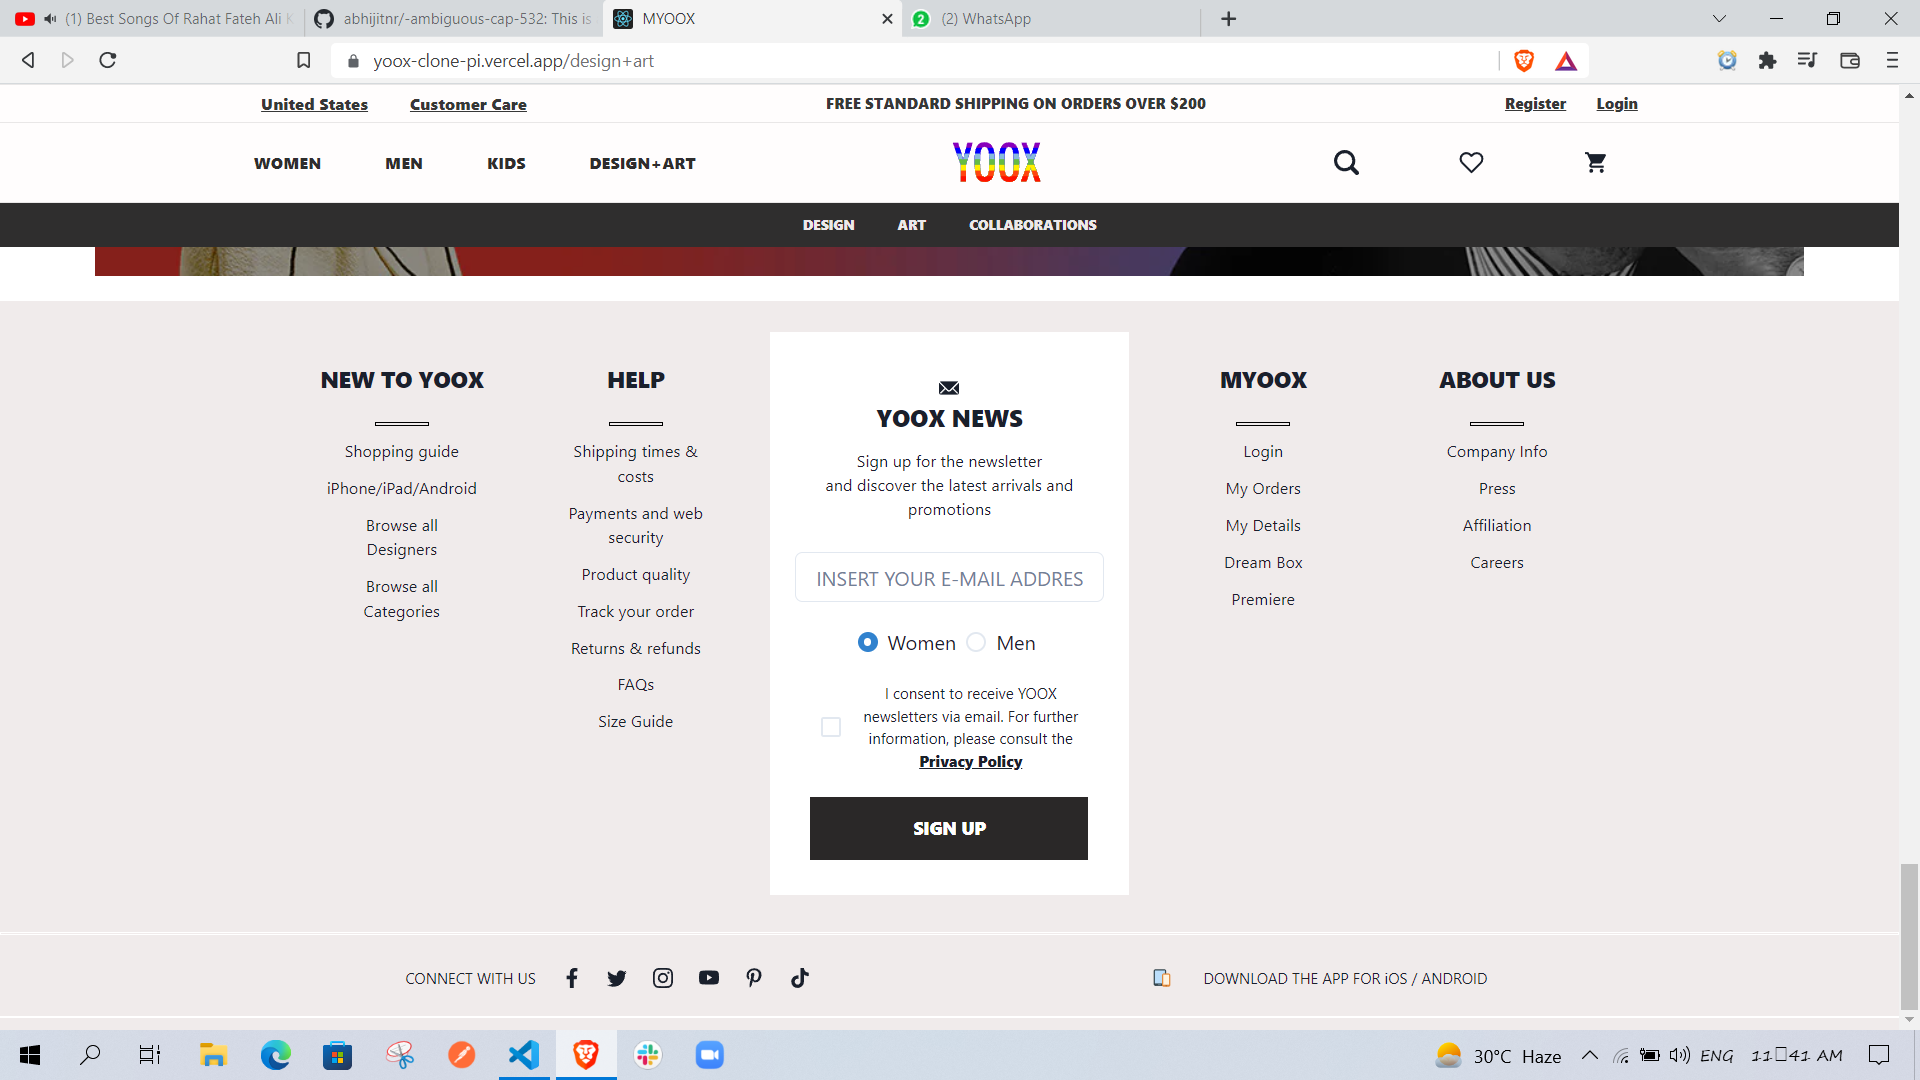 (1) Best Songs Of Rahat Fateh Ali K
abhijitnr/-ambiguous-cap-532: This is
MYOOX
2
(2) WhatsApp
yoox-clone-pi.vercel.app/design+art
United States
Customer Care
FREE STANDARD SHIPPING ON ORDERS OVER $200
Register
Login
WOMEN
MEN
KIDS
DESIGN+ART
YOOX
DESIGN
ART
COLLABORATIONS
NEW TO YOOX
Shopping guide
iPhone/iPad/Android
Browse all
Designers
Browse all
Categories
HELP
Shipping times &
costs
Payments and web
security
Product quality
Track your order
Returns & refunds
FAQs
Size Guide
YOOX NEWS
Sign up for the newsletter
and discover the latest arrivals and
promotions
INSERT YOUR E-MAIL ADDRES
Women
Men
I consent to receive YOOX
newsletters via email. For further
information, please consult the
Privacy Policy
SIGN UP
MYOOX
Login
My Orders
My Details
Dream Box
Premiere
ABOUT US
Company Info
Press
Affiliation
Careers
CONNECT WITH US
DOWNLOAD THE APP FOR iOS / ANDROID
30°C Haze
ENG
11▯41 AM